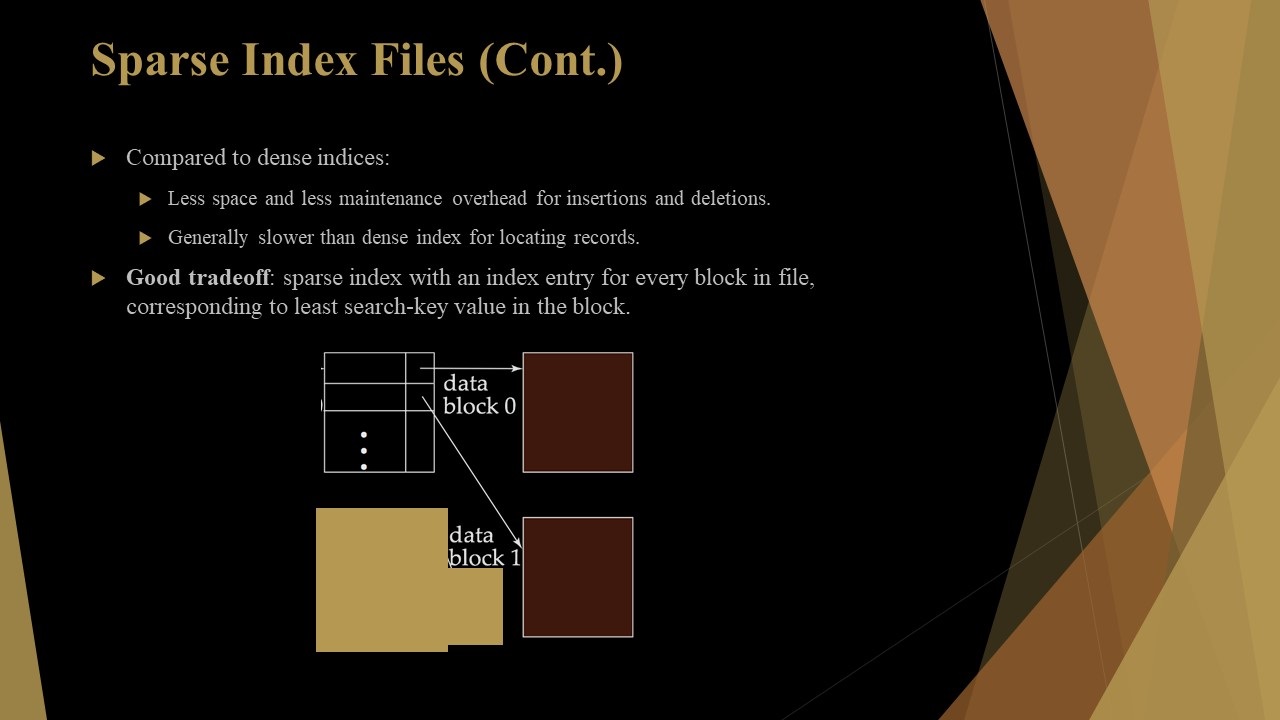 Sparse Index Files (Cont.)
Compared to dense indices:
Less space and less maintenance overhead for insertions and deletions.
Generally slower than dense index for locating records.
Good tradeoff: sparse index with an index entry for every block in file,
corresponding to least search-key value in the block.
data
block 0
data
block 1